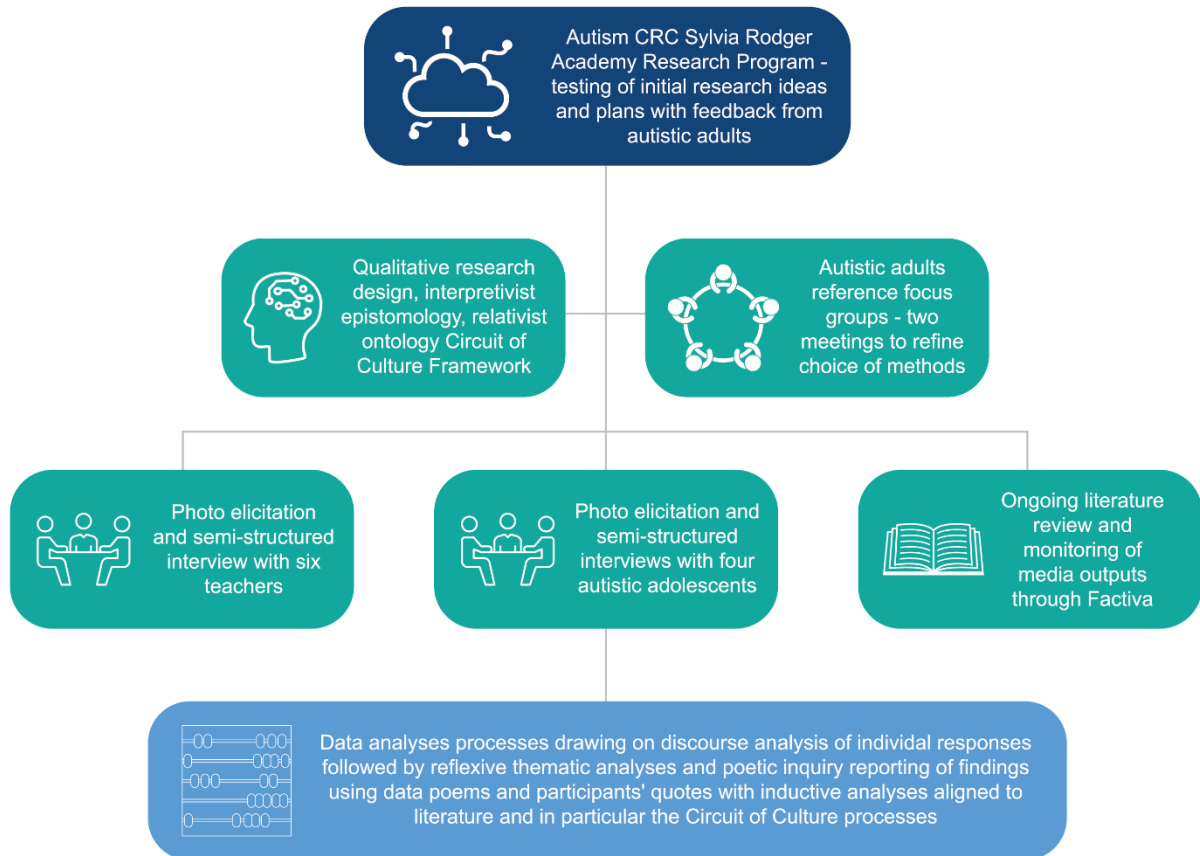 Autism CRC Sylvia Rodger
Academy Research Program -
testing of initial research ideas
and plans with feedback from
autistic adults
Qualitative research
design, interpretivist
epistomology, relativist
ontology Circuit of
Culture Framework
Autistic adults
reference focus
groups - two
meetings to refine
choice of methods
Photo elicitation
and semi-structured
interview with six
teachers
Photo elicitation and
semi-structured
interviews with four
autistic adolescents
Ongoing literature
review and
monitoring of
media outputs
through Factiva
Data analyses processes drawing on discourse analysis of individal responses
followed by reflexive thematic analyses and poetic inquiry reporting of findings
using data poems and participants' quotes with inductive analyses aligned to
literature and in particular the Circuit of Culture processes